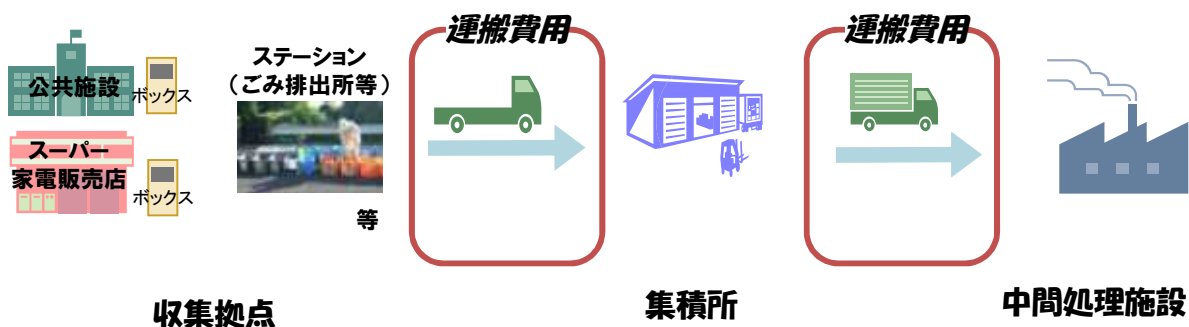 公共施設
ボックス
スーパー
家電販売店
ボックス
ステーション
（ごみ排出所等）
等
収集拠点
運搬費用
集積所
運搬費用
中間処理施設